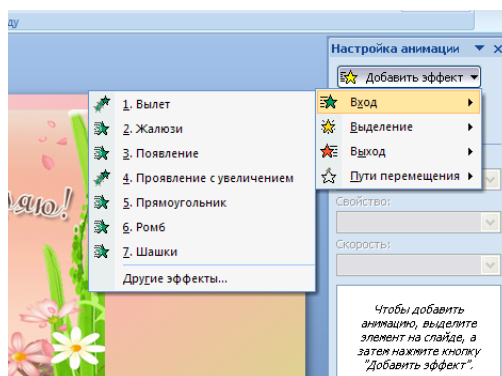 ду
Настройка анимации
Добавить эффект
Вход
Выделение
Выход
Пути перемещения
1. Вылет
2. Жалюзи
3. Появление
4. Проявление с увеличением
5. Прямоугольник
6. Ромб
7. Шашки
Другие эффекты...
Свойство:
Скорость:
Чтобы добавить
анимацию, выделите
элемент на слайде, а
затем нажмите кнопку
"Добавить эффект".